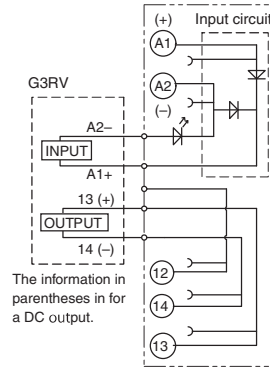 (+)
Input circuit
A1
A2
(–)
G3RV
A2–
INPUT
A1+
13 (+)
OUTPUT
14 (–)
12
14
13
The information in
parentheses in for
a DC output.